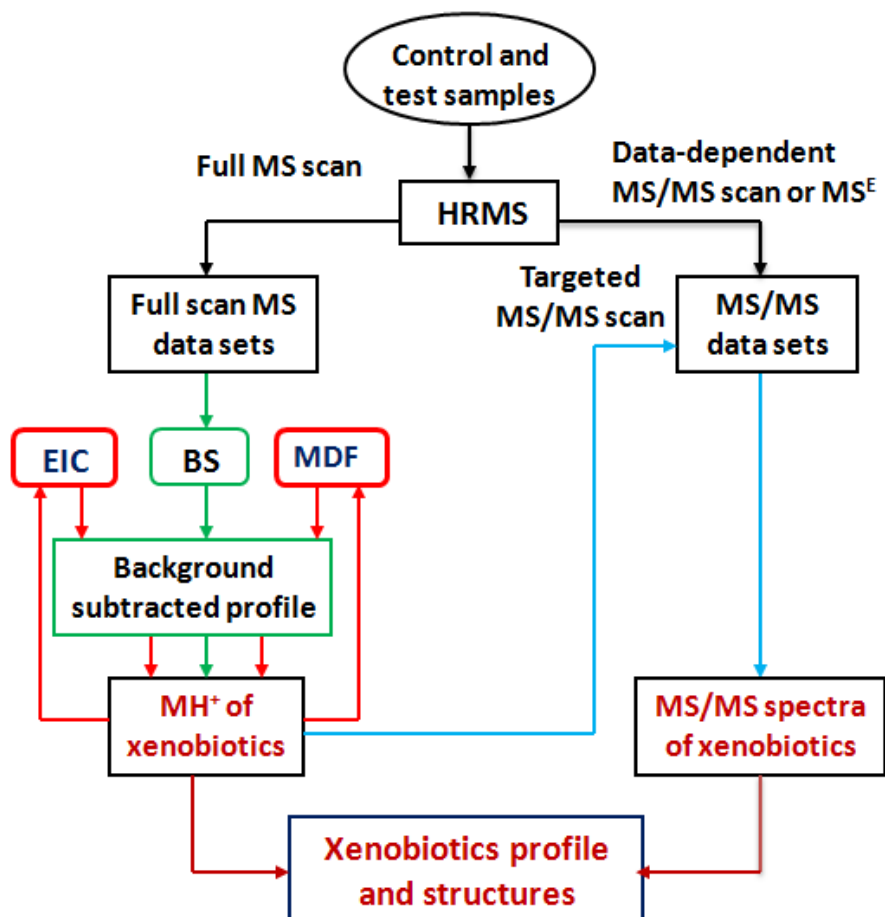 Control and
test samples
Full MS scan
Data-dependent
MS/MS scan or MSᴱ
HRMS
Targeted
MS/MS scan
Full scan MS
data sets
MS/MS
data sets
EIC
BS
MDF
Background
subtracted profile
MH⁺ of
xenobiotics
MS/MS spectra
of xenobiotics
Xenobiotics profile
and structures